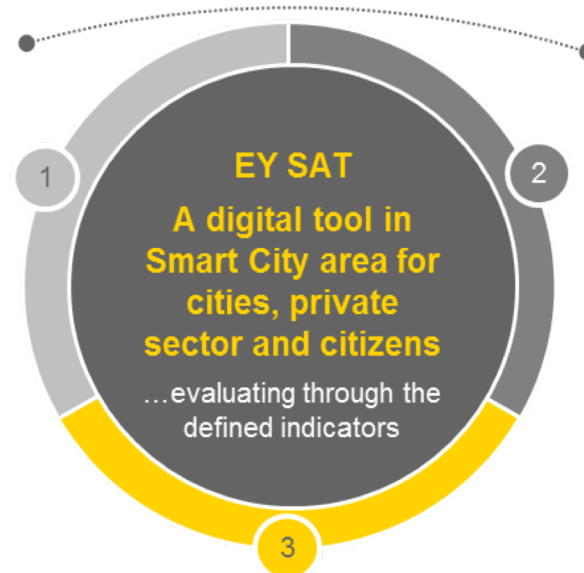 EY SAT
A digital tool in
Smart City area for
cities, private
sector and citizens
…evaluating through the
defined indicators
1
2
3